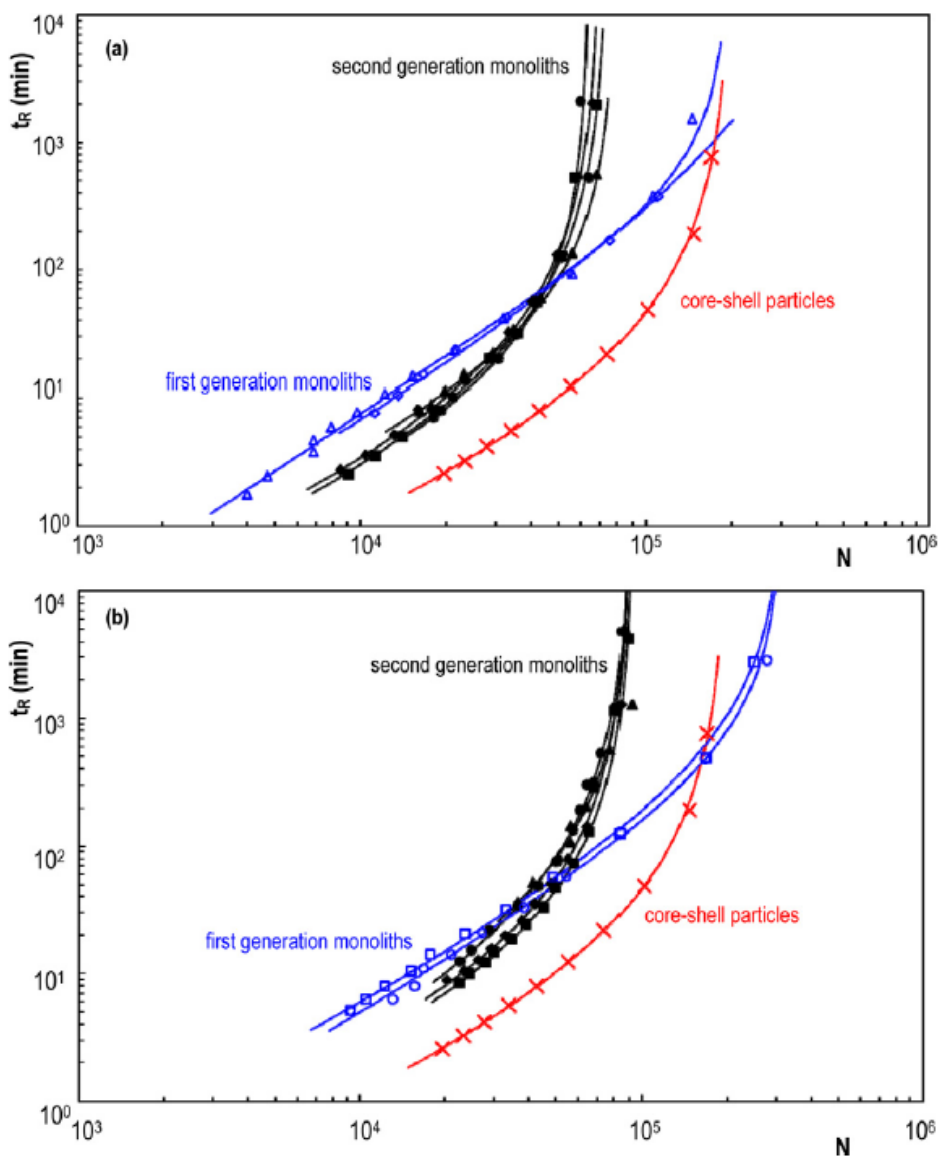 (a)
second generation monoliths
core-shell particles
first generation monoliths
t_R (min)
10⁴
10³
10²
10¹
10⁰
10³ 10⁴ 10⁵ 10⁶
N
(b)
second generation monoliths
core-shell particles
first generation monoliths
t_R (min)
10⁴
10³
10²
10¹
10⁰
10³ 10⁴ 10⁵ 10⁶
N